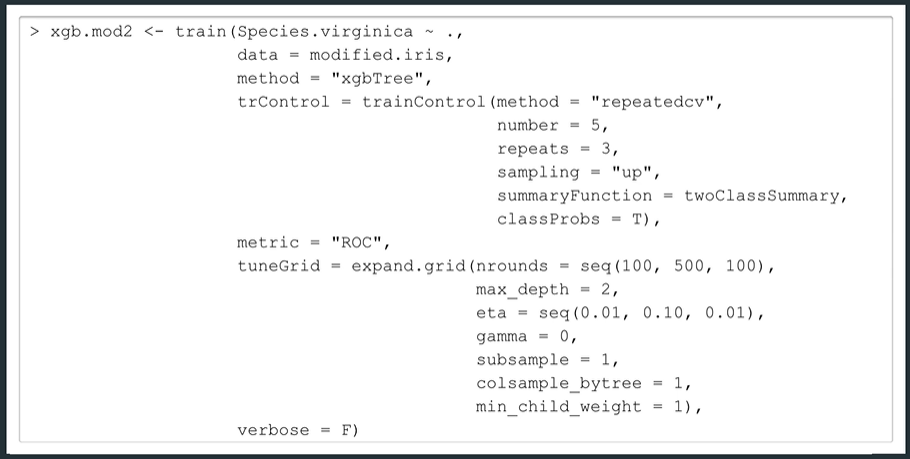 > xgb.mod2 <- train(Species.virginica ~ .,
data = modified.iris,
method = "xgbTree",
trControl = trainControl(method = "repeatedcv",
number = 5,
repeats = 3,
sampling = "up",
summaryFunction = twoClassSummary,
classProbs = T),
metric = "ROC",
tuneGrid = expand.grid(nrounds = seq(100, 500, 100),
max_depth = 2,
eta = seq(0.01, 0.10, 0.01),
gamma = 0,
subsample = 1,
colsample_bytree = 1,
min_child_weight = 1),
verbose = F)